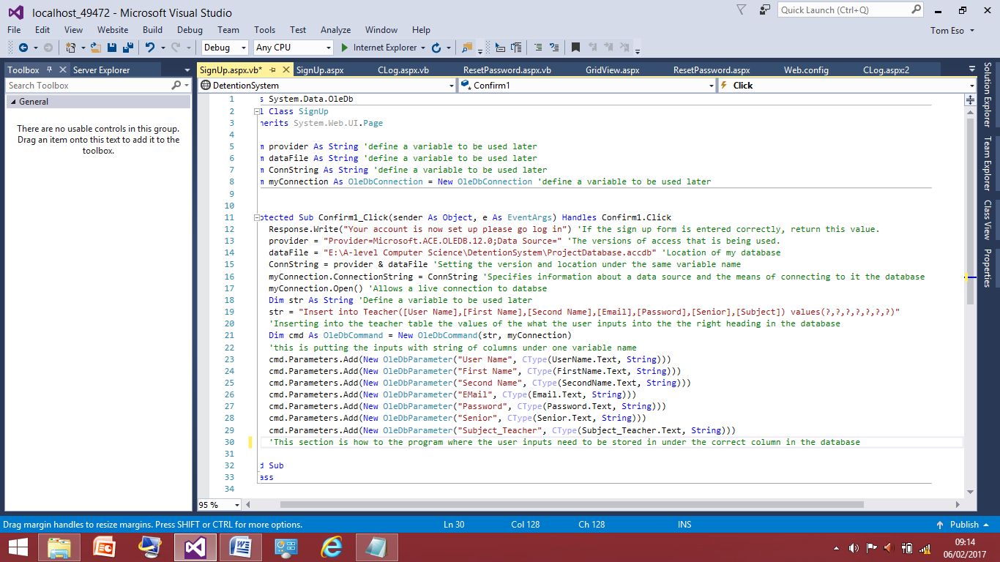 localhost_49472 - Microsoft Visual Studio
Quick Launch (Ctrl+Q)
File Edit View Website Build Debug Team Tools Test Analyze Window Help
Tom Eso
Debug Any CPU Internet Explorer
Toolbox Server Explorer
SignUp.aspx.vb* SignUp.aspx CLog.aspx.vb ResetPassword.aspx.vb GridView.aspx ResetPassword.aspx Web.config CLog.aspx:2
Search Toolbox
DetentionSystem Confirm1 Click
General
There are no usable controls in this group.
Drag an item onto this text to add it to the
toolbox.
1 s System.Data.OleDb
2 l Class SignUp
3 herits System.Web.UI.Page
4
5 m provider As String 'define a variable to be used later
6 m dataFile As String 'define a variable to be used later
7 m ConnString As String 'define a variable to be used later
8 m myConnection As OleDbConnection = New OleDbConnection 'define a variable to be used later
9
10
11 otected Sub Confirm1_Click(sender As Object, e As EventArgs) Handles Confirm1.Click
12 Response.Write("Your account is now set up please go log in") 'If the sign up form is entered correctly, return this value.
13 provider = "Provider=Microsoft.ACE.OLEDB.12.0;Data Source=" 'The versions of access that is being used.
14 dataFile = "E:\A-level Computer Science\DetentionSystem\ProjectDatabase.accdb" 'Location of my database
15 ConnString = provider & dataFile 'Setting the version and location under the same variable name
16 myConnection.ConnectionString = ConnString 'Specifies information about a data source and the means of connecting to it the database
17 myConnection.Open() 'Allows a live connection to databse
18 Dim str As String 'Define a variable to be used later
19 str = "Insert into Teacher([User Name],[First Name],[Second Name],[Email],[Password],[Senior],[Subject]) values(?,?,?,?,?,?,?)"
20 'Inserting into the teacher table the values of the what the user inputs into the the right heading in the database
21 Dim cmd As OleDbCommand = New OleDbCommand(str, myConnection)
22 'this is putting the inputs with string of columns under one variable name
23 cmd.Parameters.Add(New OleDbParameter("User Name", CType(UserName.Text, String)))
24 cmd.Parameters.Add(New OleDbParameter("First Name", CType(FirstName.Text, String)))
25 cmd.Parameters.Add(New OleDbParameter("Second Name", CType(SecondName.Text, String)))
26 cmd.Parameters.Add(New OleDbParameter("EMail", CType(Email.Text, String)))
27 cmd.Parameters.Add(New OleDbParameter("Password", CType(Password.Text, String)))
28 cmd.Parameters.Add(New OleDbParameter("Senior", CType(Senior.Text, String)))
29 cmd.Parameters.Add(New OleDbParameter("Subject_Teacher", CType(Subject_Teacher.Text, String)))
30 'This section is how to the program where the user inputs need to be stored in under the correct column in the database
31
32 d Sub
33 ass
34
95 %
Solution Explorer
Team Explorer
Class View
Properties
Drag margin handles to resize margins. Press SHIFT or CTRL for more options. Ln 30 Col 128 Ch 128 INS Publish
09:14
06/02/2017